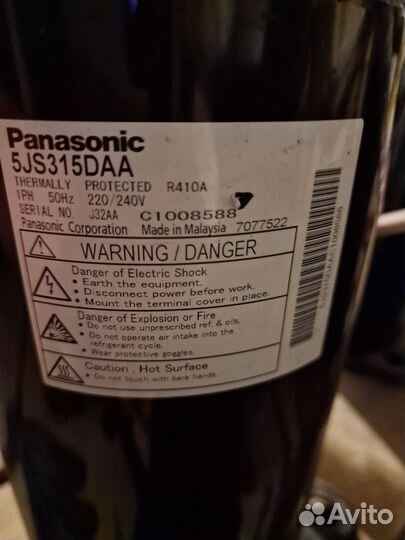 Panasonic
5JS315DAA
THERMALLY PROTECTED R410A
1PH 50Hz 220/240V
SERIAL NO. J32AA C1008588
Panasonic Corporation Made in Malaysia 7077522
WARNING / DANGER
Danger of Electric Shock
• Earth the equipment.
• Disconnect power before work.
• Mount the terminal cover in place.
Danger of Explosion or Fire
• Do not use unprescribed ref. & oils.
• Do not operate air intake into the
refrigerant cycle.
• Wear protective goggles.
Caution , Hot Surface
• Do not touch with bare hands.
Avito